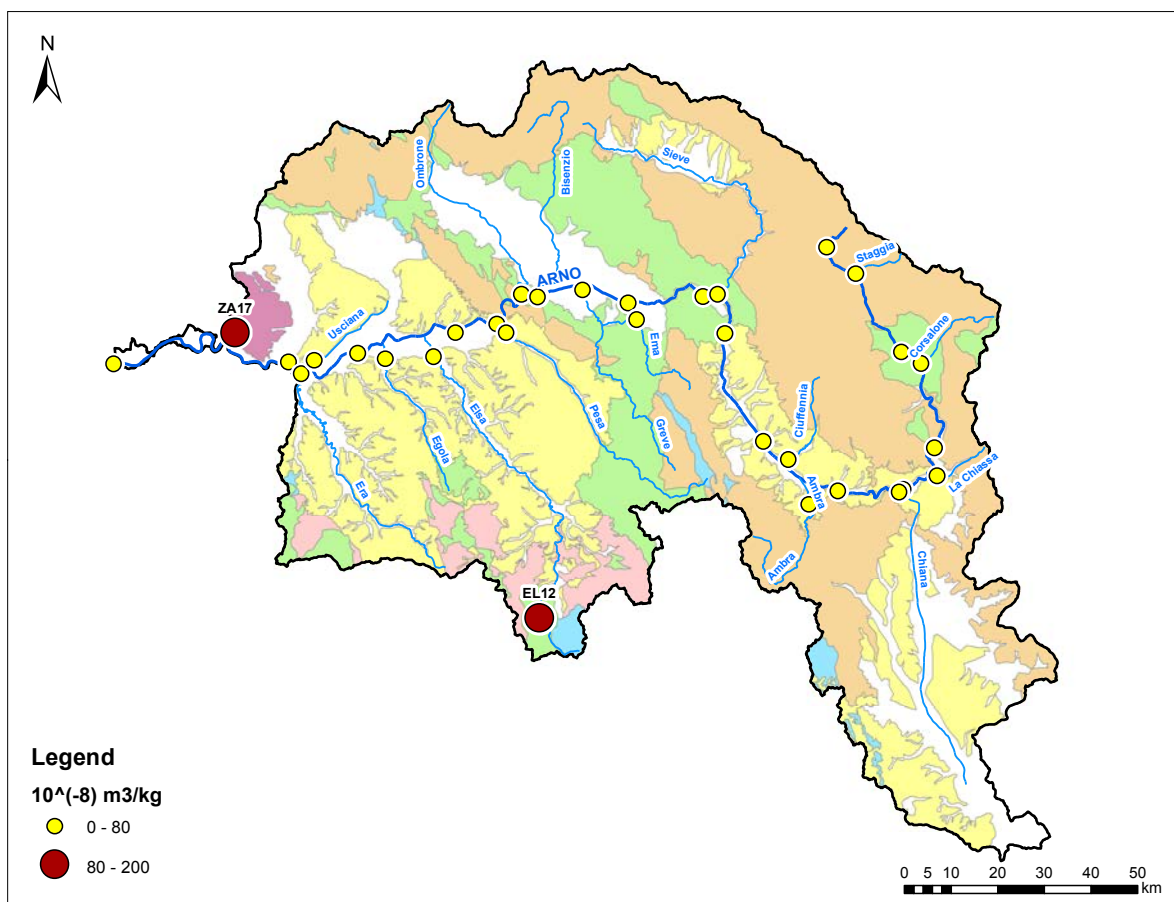 N
Ombrone
Bisenzio
Sieve
Staggia
ARNO
ZA17
Usciana
Ema
Corsalone
Ciuffennia
Pesa
Greve
Elsa
Egola
Era
La Chiassa
Ambra
Ambra
Chiana
EL12
Legend
10^(-8) m3/kg
0 - 80
80 - 200
0 5 10 20 30 40 50
km